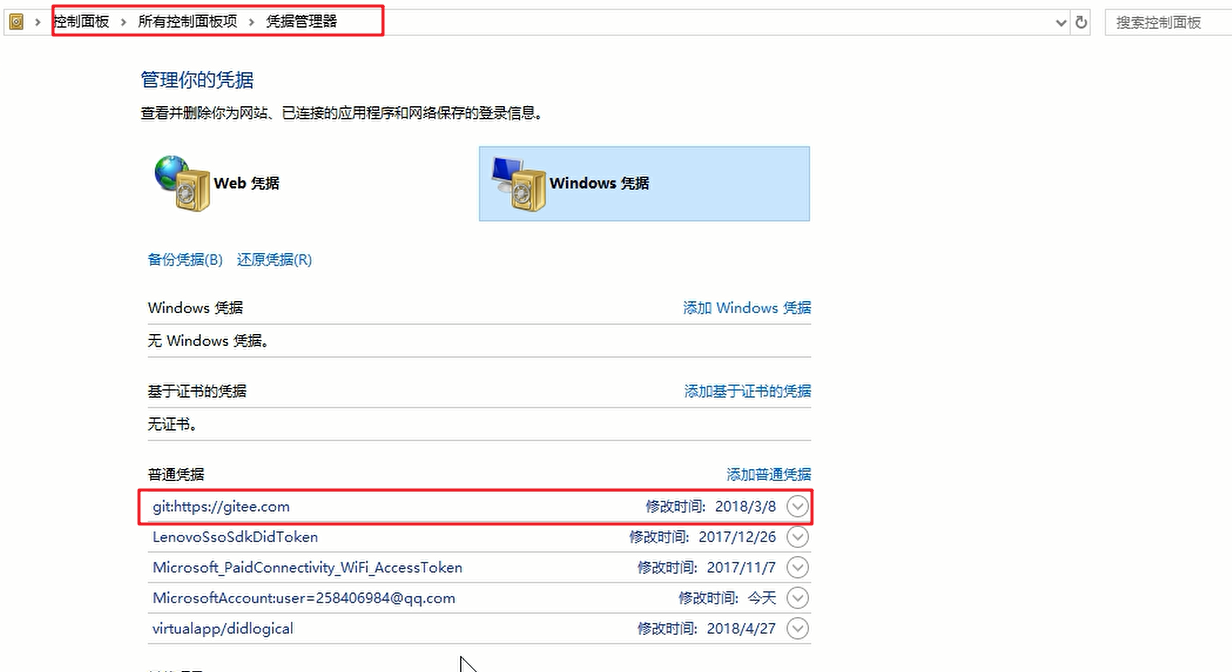 控制面板 › 所有控制面板项 › 凭据管理器
搜索控制面板
管理你的凭据
查看并删除你为网站、已连接的应用程序和网络保存的登录信息。
Web 凭据
Windows 凭据
备份凭据(B) 还原凭据(R)
Windows 凭据 添加 Windows 凭据
无 Windows 凭据。
基于证书的凭据 添加基于证书的凭据
无证书。
普通凭据 添加普通凭据
git:https://gitee.com 修改时间: 2018/3/8
LenovoSsoSdkDidToken 修改时间: 2017/12/26
Microsoft_PaidConnectivity_WiFi_AccessToken 修改时间: 2017/11/7
MicrosoftAccount:user=258406984@qq.com 修改时间: 今天
virtualapp/didlogical 修改时间: 2018/4/27